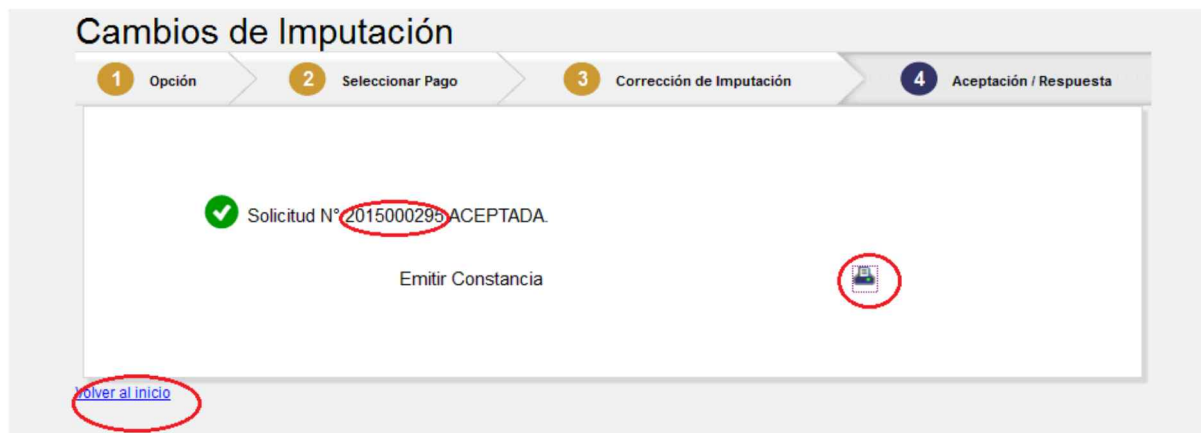 Cambios de Imputación
1 Opción 2 Seleccionar Pago 3 Corrección de Imputación 4 Aceptación / Respuesta
Solicitud N° 2015000295 ACEPTADA.
Emitir Constancia
Volver al inicio